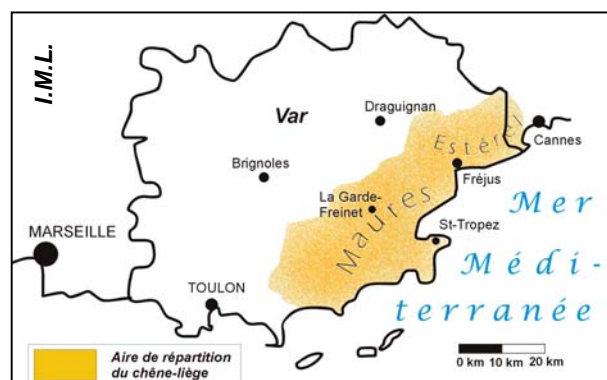 I.M.L.
Var
Draguignan
Estérel
Cannes
Brignoles
Fréjus
La Garde-
Freinet
Maures
Mer
St-Tropez
MARSEILLE
Médi-
terranée
TOULON
Aire de répartition
du chêne-liège
0 km 10 km 20 km